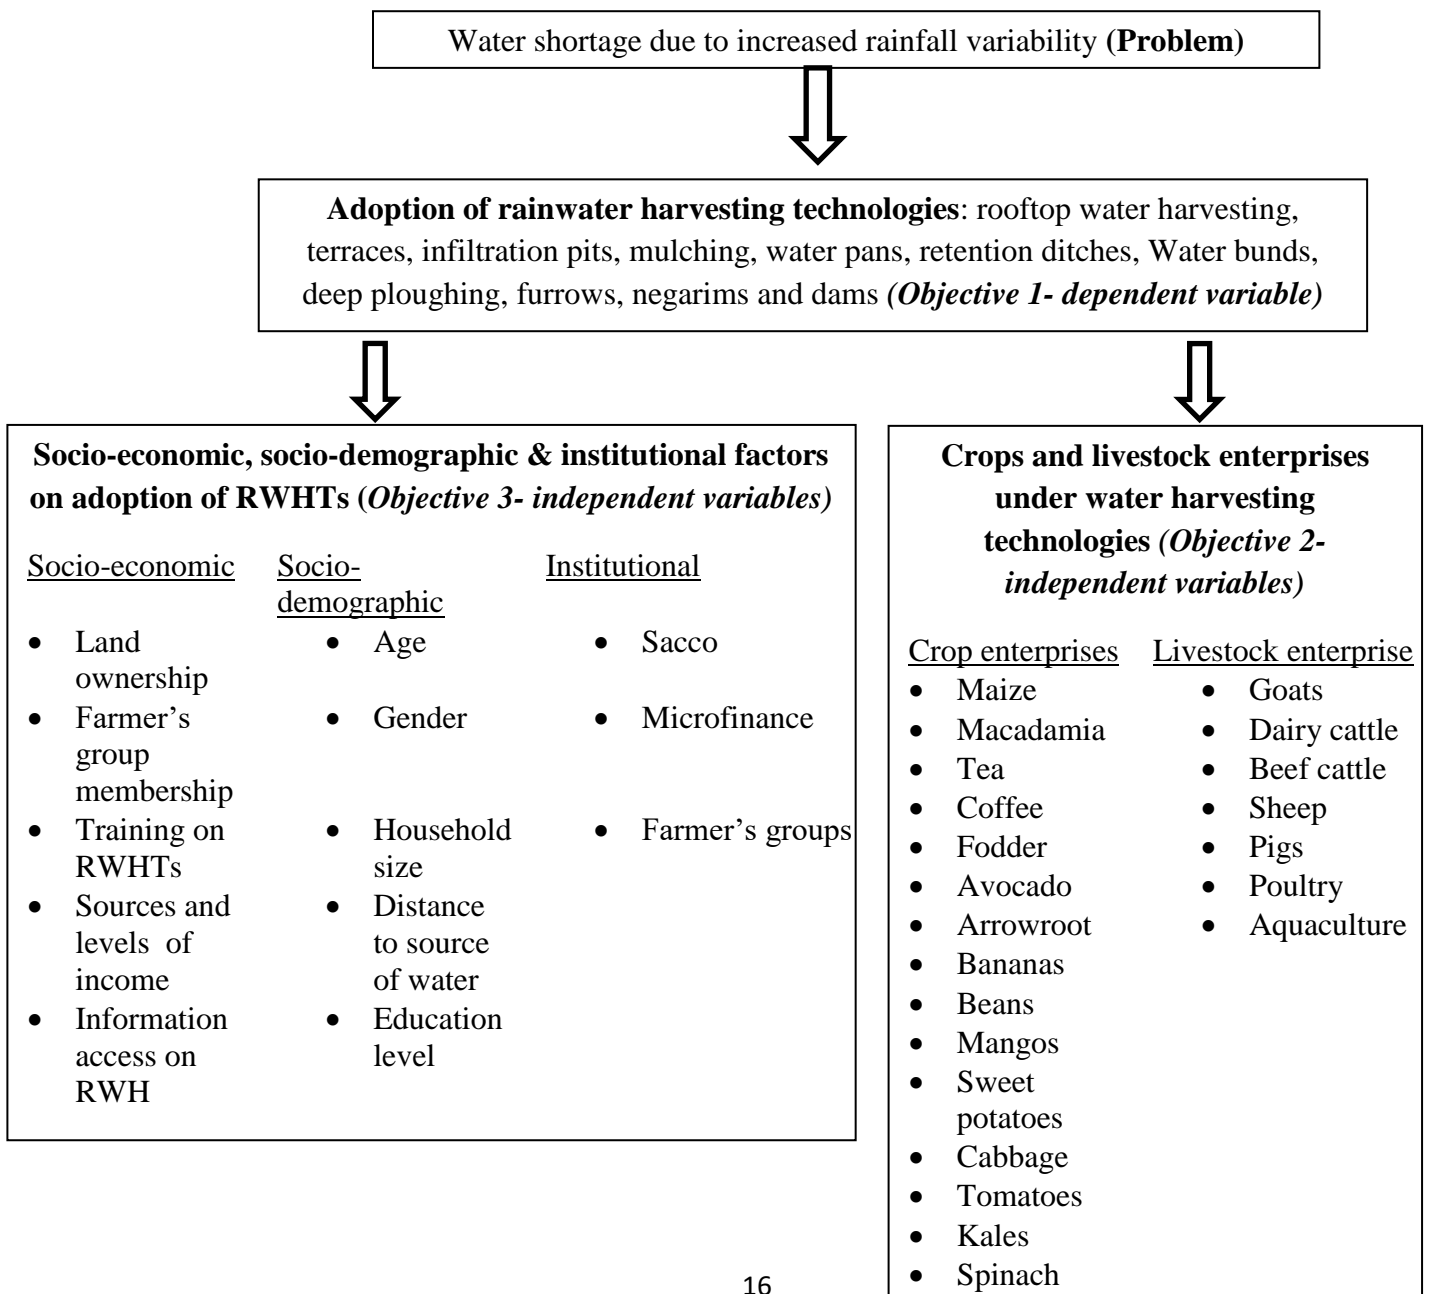 Water shortage due to increased rainfall variability (Problem)
Adoption of rainwater harvesting technologies: rooftop water harvesting,
terraces, infiltration pits, mulching, water pans, retention ditches, Water bunds,
deep ploughing, furrows, negarims and dams (Objective 1- dependent variable)
Socio-economic, socio-demographic & institutional factors
on adoption of RWHTs (Objective 3- independent variables)
Socio-economic
• Land
ownership
• Farmer’s
group
membership
• Training on
RWHTs
• Sources and
levels of
income
• Information
access on
RWH
Socio-
demographic
• Age
• Gender
• Household
size
• Distance
to source
of water
• Education
level
Institutional
• Sacco
• Microfinance
• Farmer’s groups
Crops and livestock enterprises
under water harvesting
technologies (Objective 2-
independent variables)
Crop enterprises
• Maize
• Macadamia
• Tea
• Coffee
• Fodder
• Avocado
• Arrowroot
• Bananas
• Beans
• Mangos
• Sweet
potatoes
• Cabbage
• Tomatoes
• Kales
• Spinach
Livestock enterprise
• Goats
• Dairy cattle
• Beef cattle
• Sheep
• Pigs
• Poultry
• Aquaculture
16